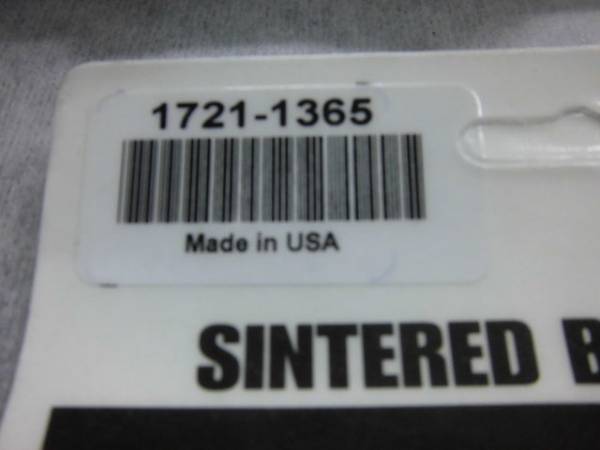 1721-1365
Made in USA
SINTERED B